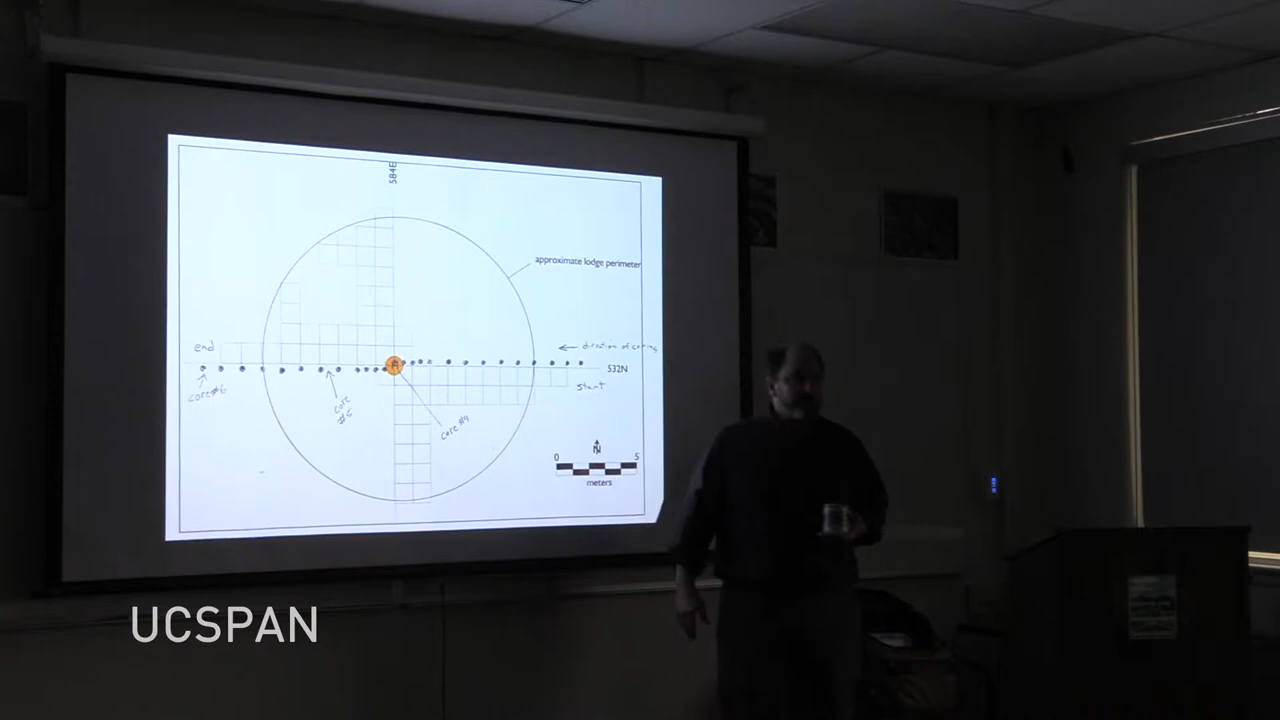 584E
approximate lodge perimeter
end
direction of coring
532N
core #6
start
core
#5
core #9
N
0 5
meters
UCSPAN